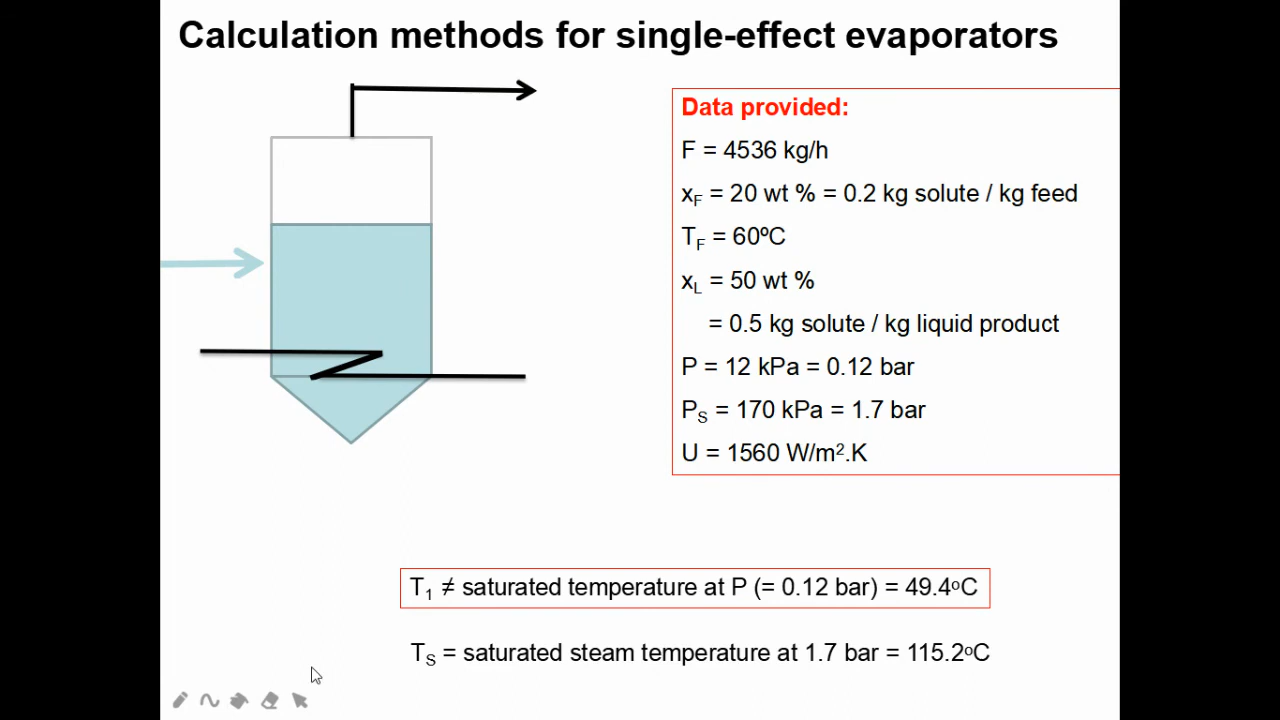 Calculation methods for single-effect evaporators
Data provided:
F = 4536 kg/h
xF = 20 wt % = 0.2 kg solute / kg feed
TF = 60ºC
xL = 50 wt %
= 0.5 kg solute / kg liquid product
P = 12 kPa = 0.12 bar
PS = 170 kPa = 1.7 bar
U = 1560 W/m².K
T1 ≠ saturated temperature at P (= 0.12 bar) = 49.4ºC
TS = saturated steam temperature at 1.7 bar = 115.2ºC